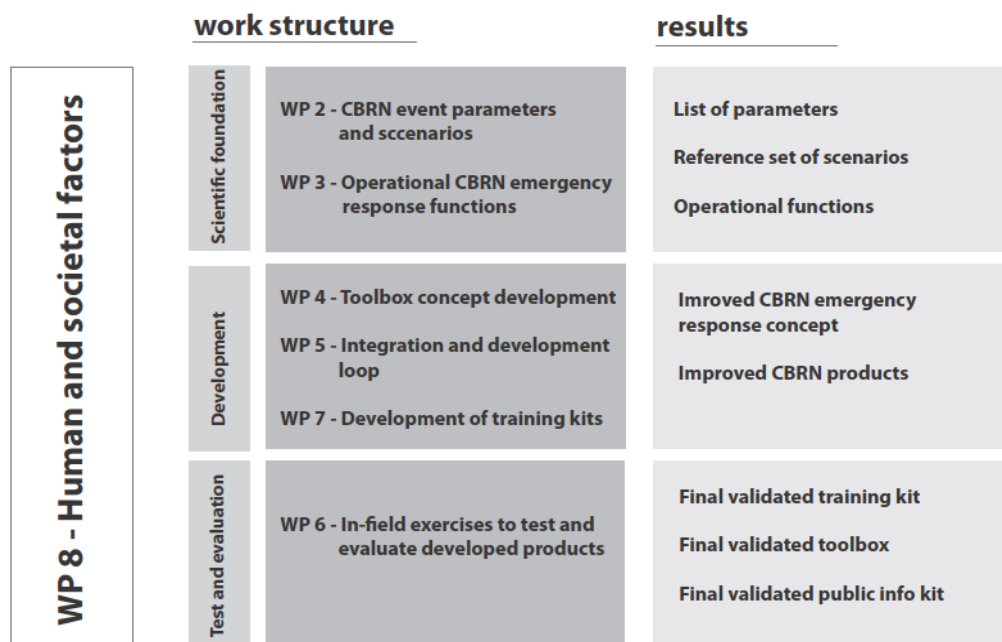 work structure
results
WP 8 - Human and societal factors
Scientific foundation
WP 2 - CBRN event parameters
and sccenarios
WP 3 - Operational CBRN emergency
response functions
List of parameters
Reference set of scenarios
Operational functions
Development
WP 4 - Toolbox concept development
WP 5 - Integration and development
loop
WP 7 - Development of training kits
Imroved CBRN emergency
response concept
Improved CBRN products
Test and evaluation
WP 6 - In-field exercises to test and
evaluate developed products
Final validated training kit
Final validated toolbox
Final validated public info kit